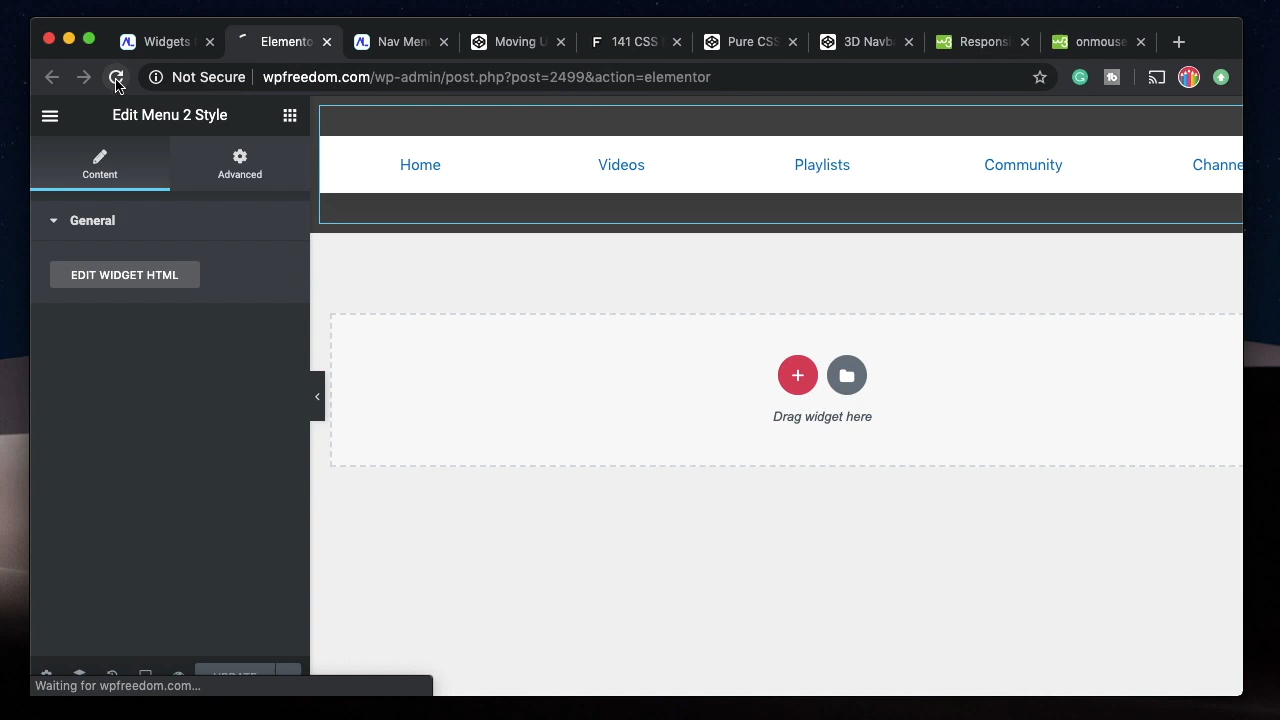 Widgets
Elemento
Nav Men
Moving U
141 CSS
Pure CSS
3D Navb
Respons
onmouse
Not Secure
wpfreedom.com/wp-admin/post.php?post=2499&action=elementor
Edit Menu 2 Style
Content
Advanced
General
EDIT WIDGET HTML
Home
Videos
Playlists
Community
Channe
Drag widget here
UPDATE
Waiting for wpfreedom.com...